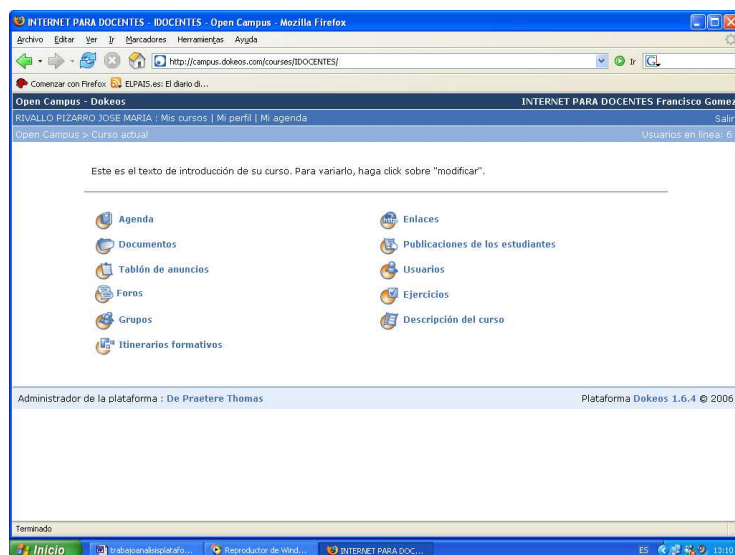 INTERNET PARA DOCENTES - IDOCENTES - Open Campus - Mozilla Firefox
Archivo Editar Ver Ir Marcadores Herramientas Ayuda
http://campus.dokeos.com/courses/IDOCENTES/ Ir G
Comenzar con Firefox ELPAIS.es: El diario di...
Open Campus - Dokeos INTERNET PARA DOCENTES Francisco Gomez
RIVALLO PIZARRO JOSE MARIA : Mis cursos | Mi perfil | Mi agenda Salir
Open Campus > Curso actual Usuarios en línea: 6
Este es el texto de introducción de su curso. Para variarlo, haga click sobre "modificar".
Agenda Enlaces
Documentos Publicaciones de los estudiantes
Tablón de anuncios Usuarios
Foros Ejercicios
Grupos Descripción del curso
Itinerarios formativos
Administrador de la plataforma : De Praetere Thomas Plataforma Dokeos 1.6.4 © 2006
Terminado
Inicio trabajoanalisisplatafo... Reproductor de Wind... INTERNET PARA DOC... ES 13:10